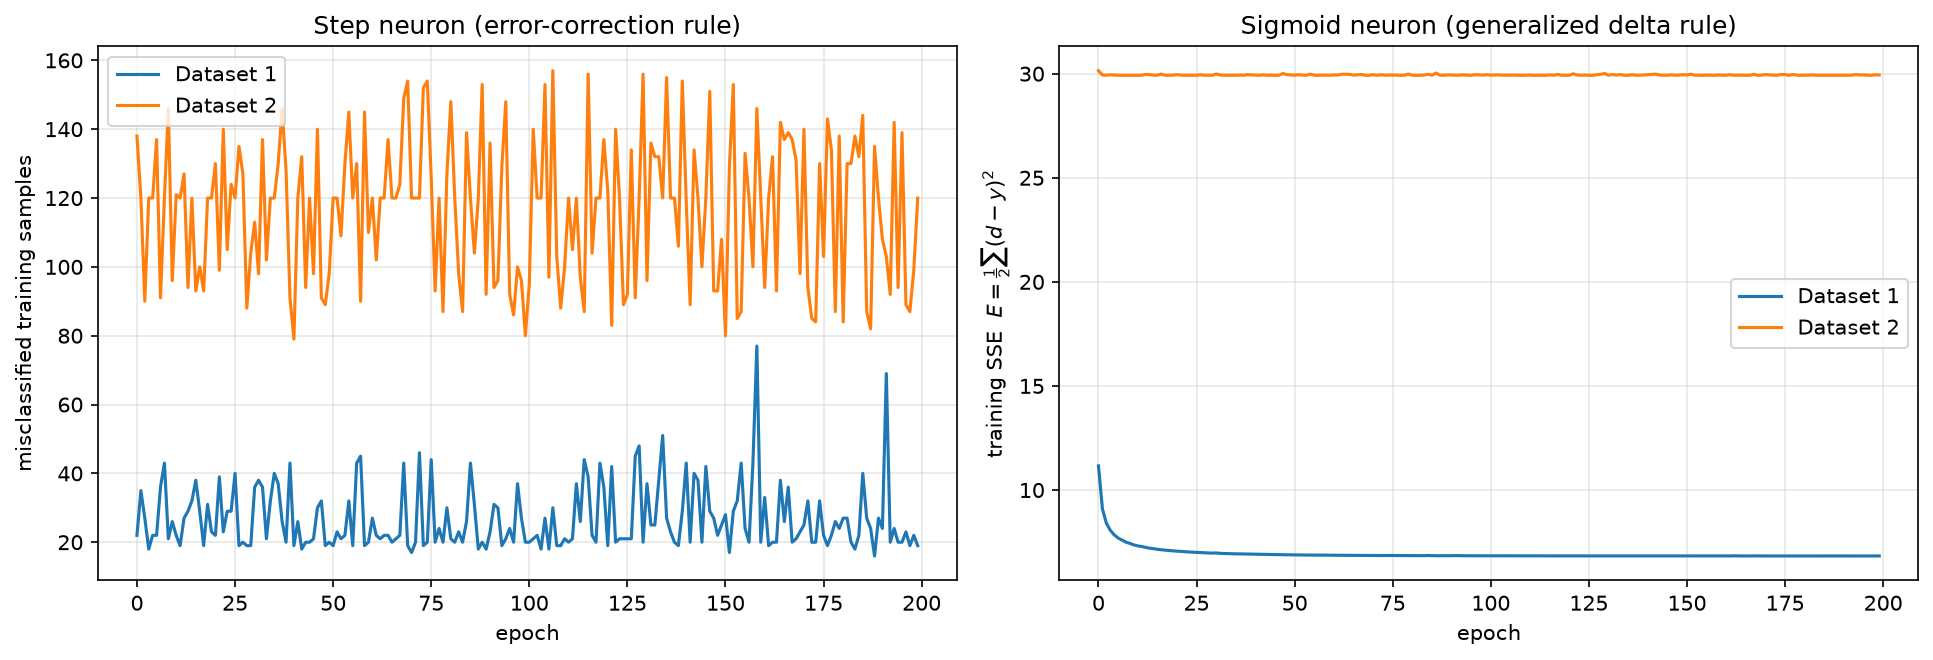 Step neuron (error-correction rule)
misclassified training samples
160
140
120
100
80
60
40
20
Dataset 1
Dataset 2
0 25 50 75 100 125 150 175 200
epoch
Sigmoid neuron (generalized delta rule)
training SSE E = ½∑(d − y)²
30
25
20
15
10
Dataset 1
Dataset 2
0 25 50 75 100 125 150 175 200
epoch